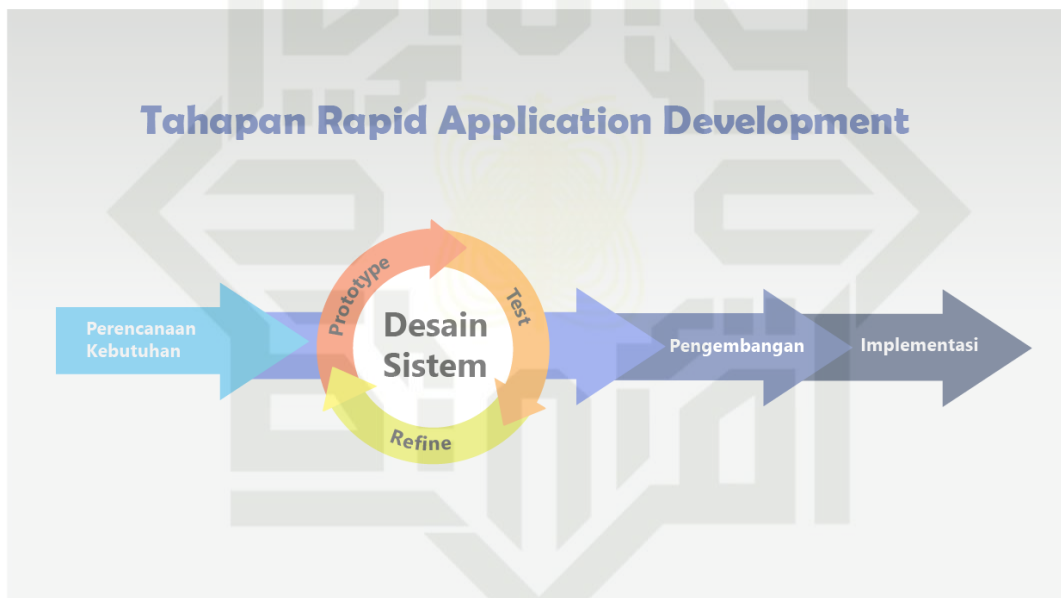 Tahapan Rapid Application Development
Perencanaan
Kebutuhan
Prototype
Test
Refine
Desain
Sistem
Pengembangan
Implementasi